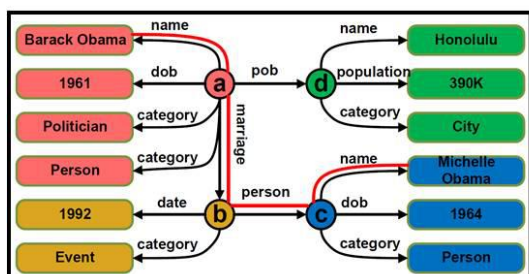 name
name
Barack Obama
Honolulu
1961
dob
a
pob
d
population
390K
Politician
category
category
City
marriage
category
name
Person
Michelle
Obama
person
1992
date
b
c
dob
1964
Event
category
category
Person